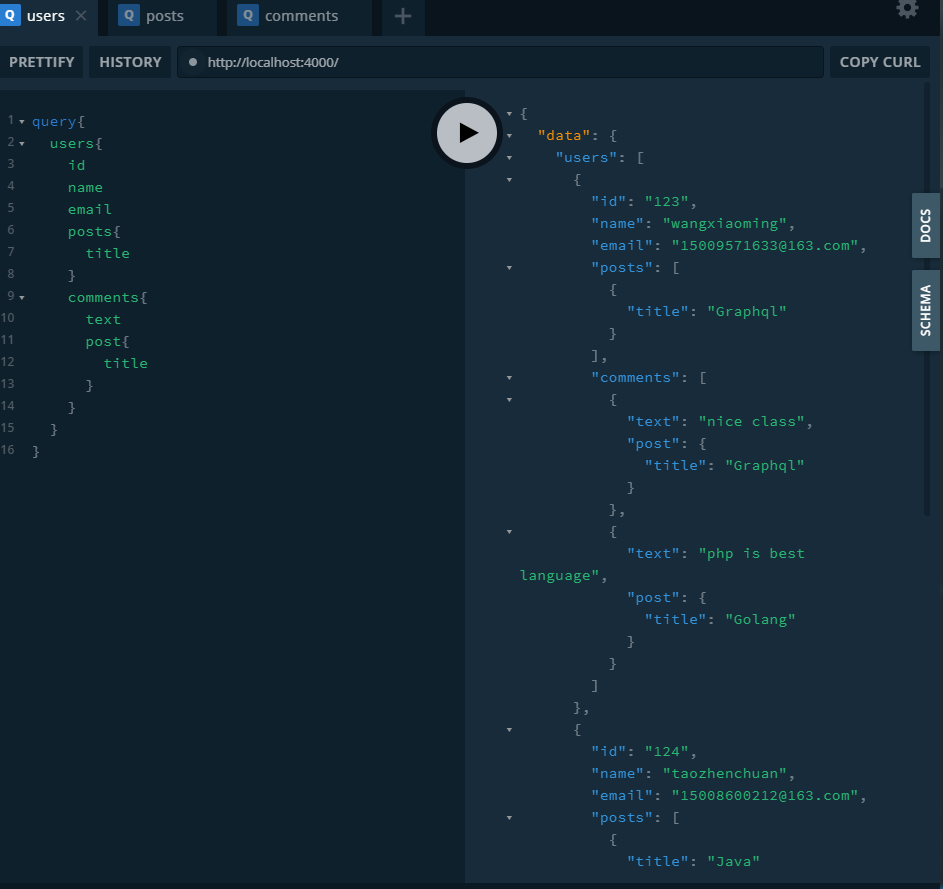 Q users × Q posts Q comments +
PRETTIFY HISTORY http://localhost:4000/ COPY CURL
1 query{
2 users{
3 id
4 name
5 email
6 posts{
7 title
8 }
9 comments{
10 text
11 post{
12 title
13 }
14 }
15 }
16 }
{
"data": {
"users": [
{
"id": "123",
"name": "wangxiaoming",
"email": "15009571633@163.com",
"posts": [
{
"title": "Graphql"
}
],
"comments": [
{
"text": "nice class",
"post": {
"title": "Graphql"
}
},
{
"text": "php is best
language",
"post": {
"title": "Golang"
}
}
]
},
{
"id": "124",
"name": "taozhenchuan",
"email": "15008600212@163.com",
"posts": [
{
"title": "Java"
DOCS
SCHEMA